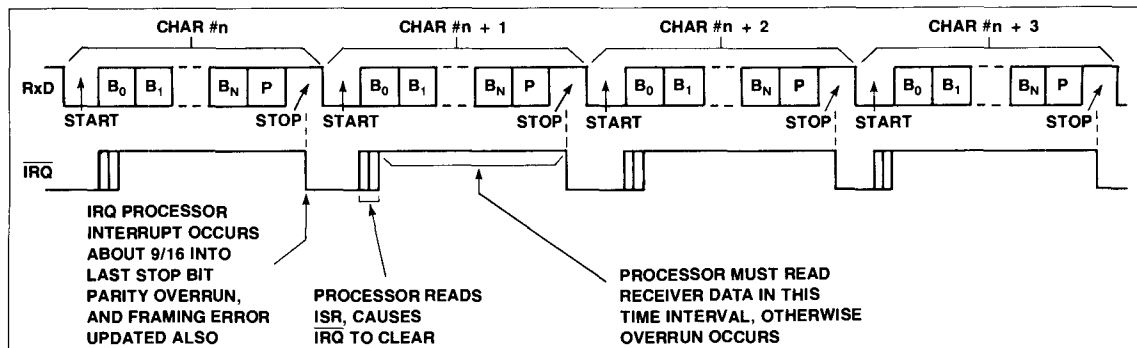 CHAR #n CHAR #n + 1 CHAR #n + 2 CHAR #n + 3
RxD B0 B1 BN P B0 B1 BN P B0 B1 BN P B0 B1 BN P
START STOP START STOP START STOP START STOP
IRQ
IRQ PROCESSOR
INTERRUPT OCCURS
ABOUT 9/16 INTO
LAST STOP BIT
PARITY OVERRUN,
AND FRAMING ERROR
UPDATED ALSO
PROCESSOR READS
ISR, CAUSES
IRQ TO CLEAR
PROCESSOR MUST READ
RECEIVER DATA IN THIS
TIME INTERVAL, OTHERWISE
OVERRUN OCCURS